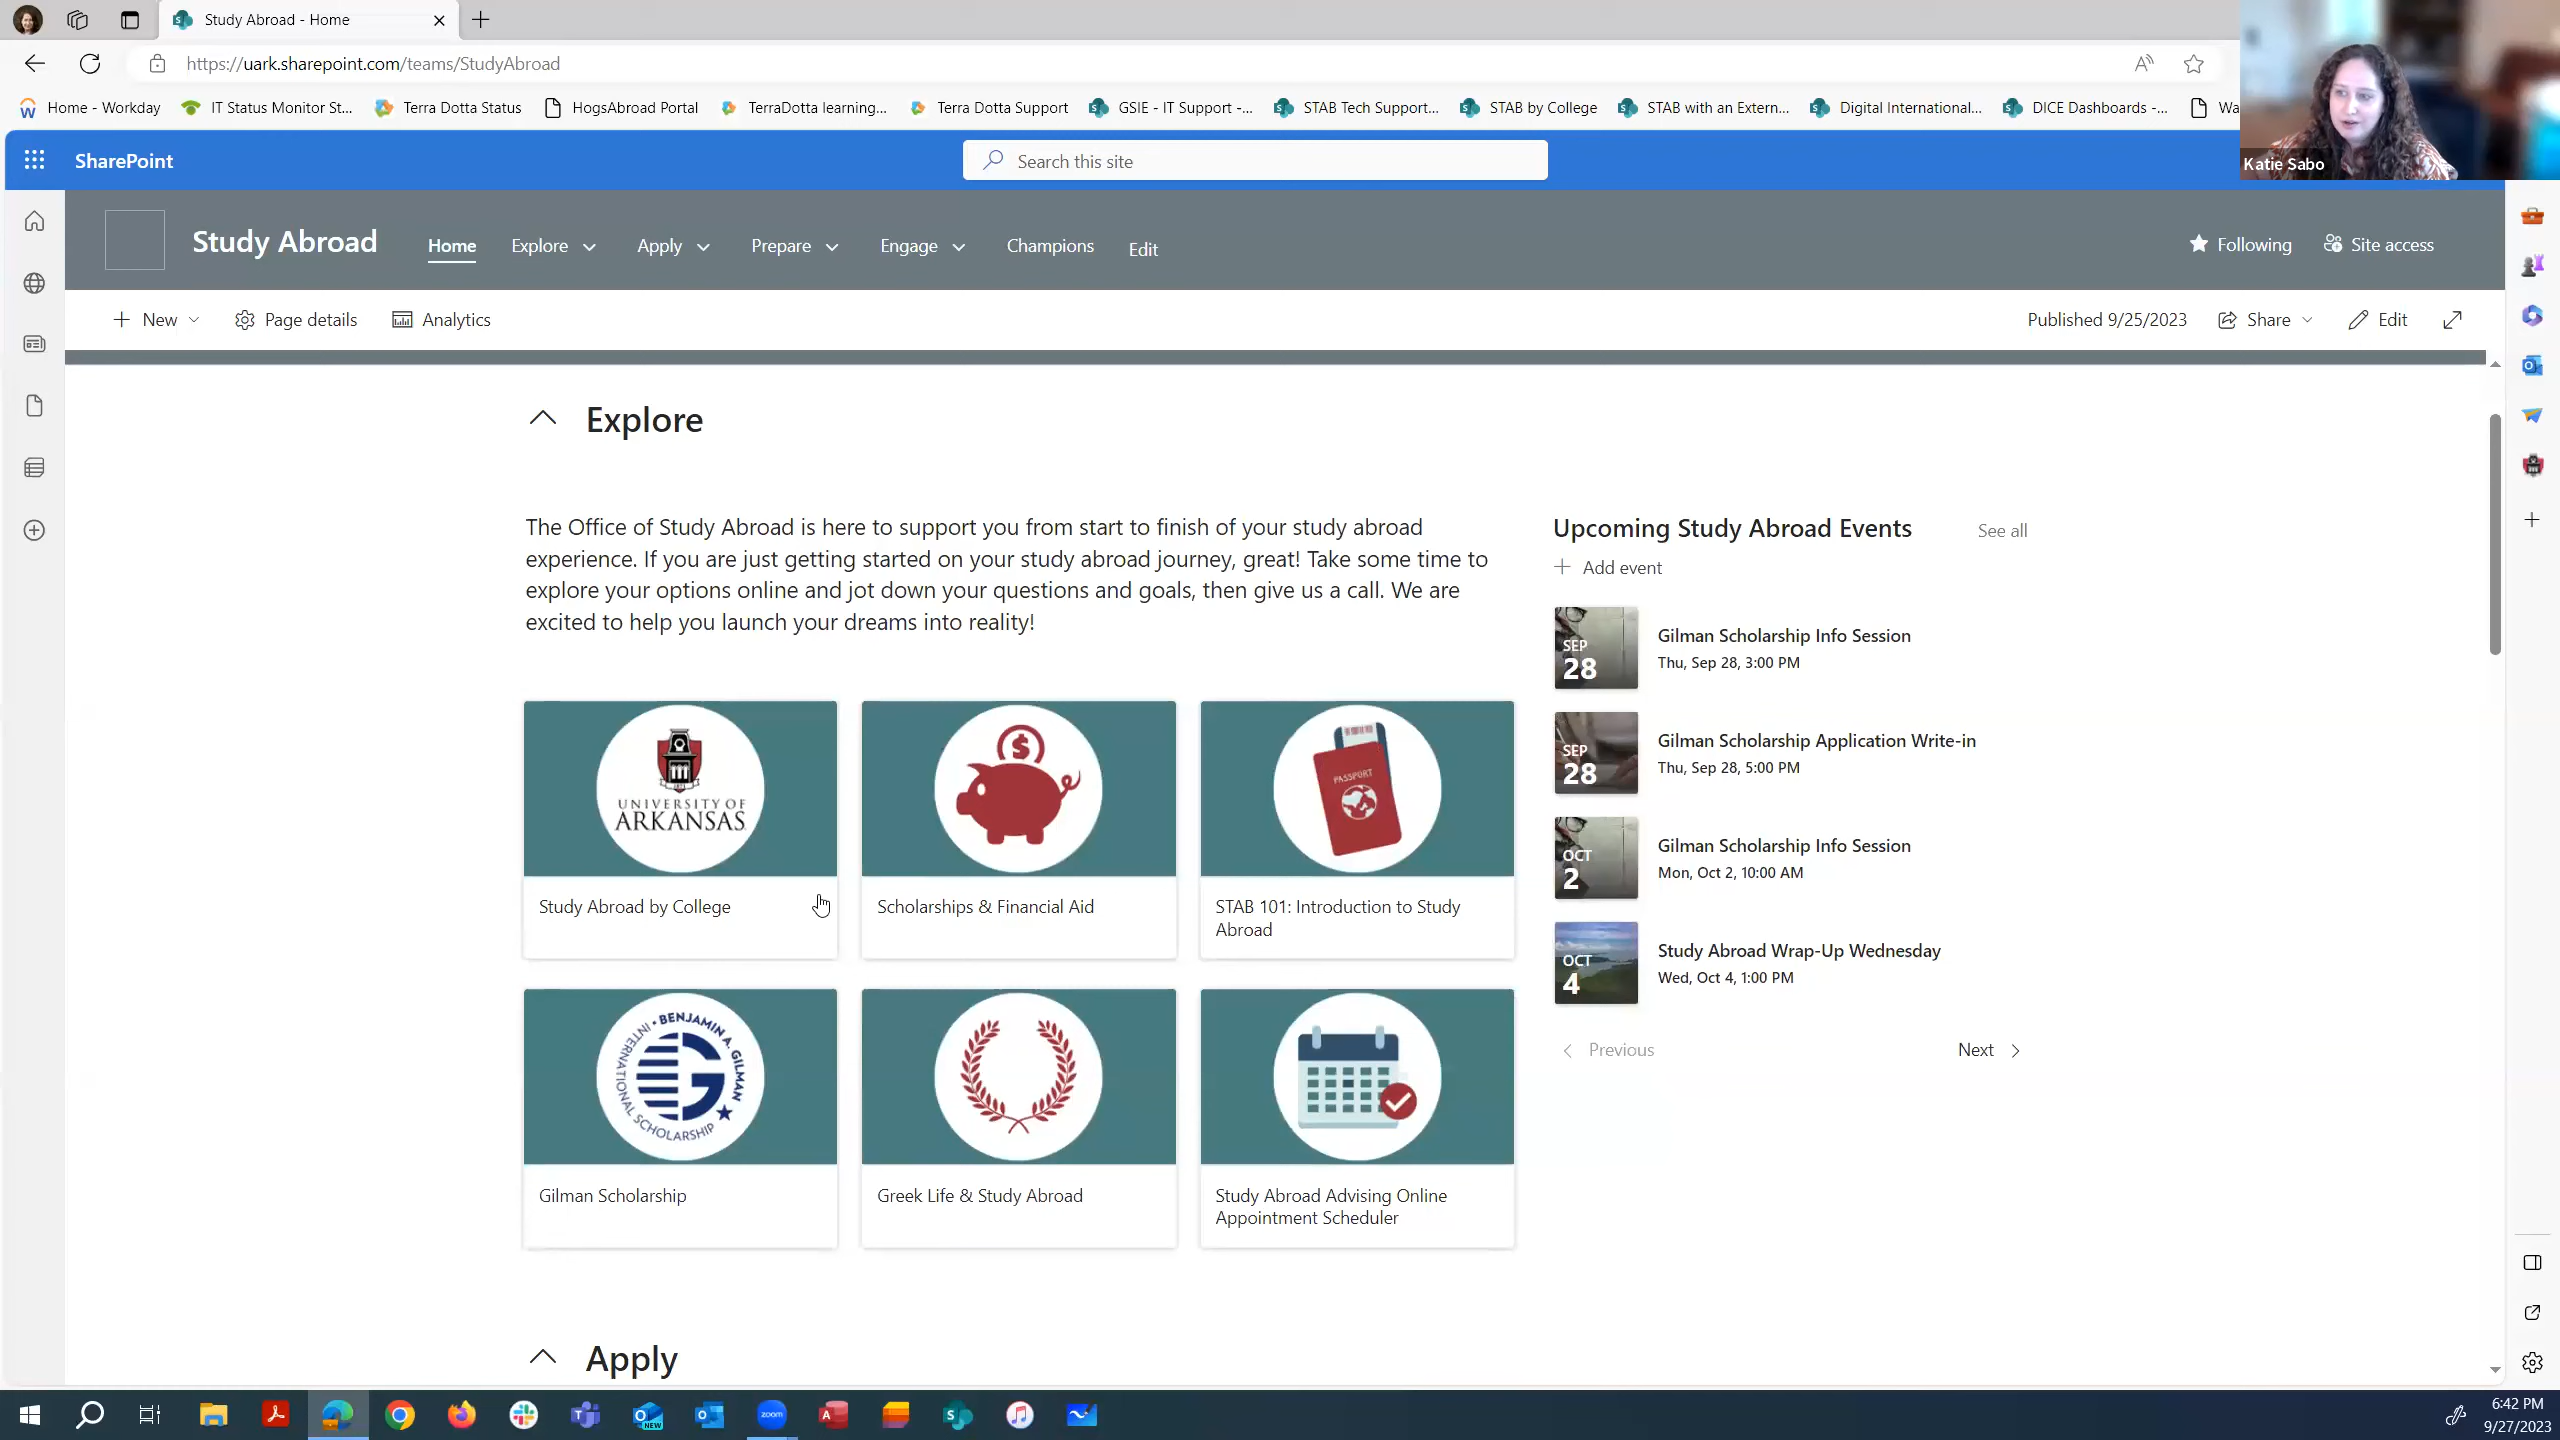 Study Abroad - Home
https://uark.sharepoint.com/teams/StudyAbroad
Home - Workday
IT Status Monitor St...
Terra Dotta Status
HogsAbroad Portal
TerraDotta learning...
Terra Dotta Support
GSIE - IT Support -...
STAB Tech Support...
STAB by College
STAB with an Extern...
Digital International...
DICE Dashboards -...
Wa
Katie Sabo
SharePoint
Search this site
Study Abroad
Home
Explore
Apply
Prepare
Engage
Champions
Edit
Following
Site access
New
Page details
Analytics
Published 9/25/2023
Share
Edit
Explore
The Office of Study Abroad is here to support you from start to finish of your study abroad
experience. If you are just getting started on your study abroad journey, great! Take some time to
explore your options online and jot down your questions and goals, then give us a call. We are
excited to help you launch your dreams into reality!
UNIVERSITY OF
ARKANSAS
Study Abroad by College
$
Scholarships & Financial Aid
PASSPORT
STAB 101: Introduction to Study
Abroad
BENJAMIN A. GILMAN
INTERNATIONAL SCHOLARSHIP
G
Gilman Scholarship
Greek Life & Study Abroad
Study Abroad Advising Online
Appointment Scheduler
Upcoming Study Abroad Events
See all
Add event
SEP
28
Gilman Scholarship Info Session
Thu, Sep 28, 3:00 PM
SEP
28
Gilman Scholarship Application Write-in
Thu, Sep 28, 5:00 PM
OCT
2
Gilman Scholarship Info Session
Mon, Oct 2, 10:00 AM
OCT
4
Study Abroad Wrap-Up Wednesday
Wed, Oct 4, 1:00 PM
Previous
Next
Apply
zoom
NEW
6:42 PM
9/27/2023